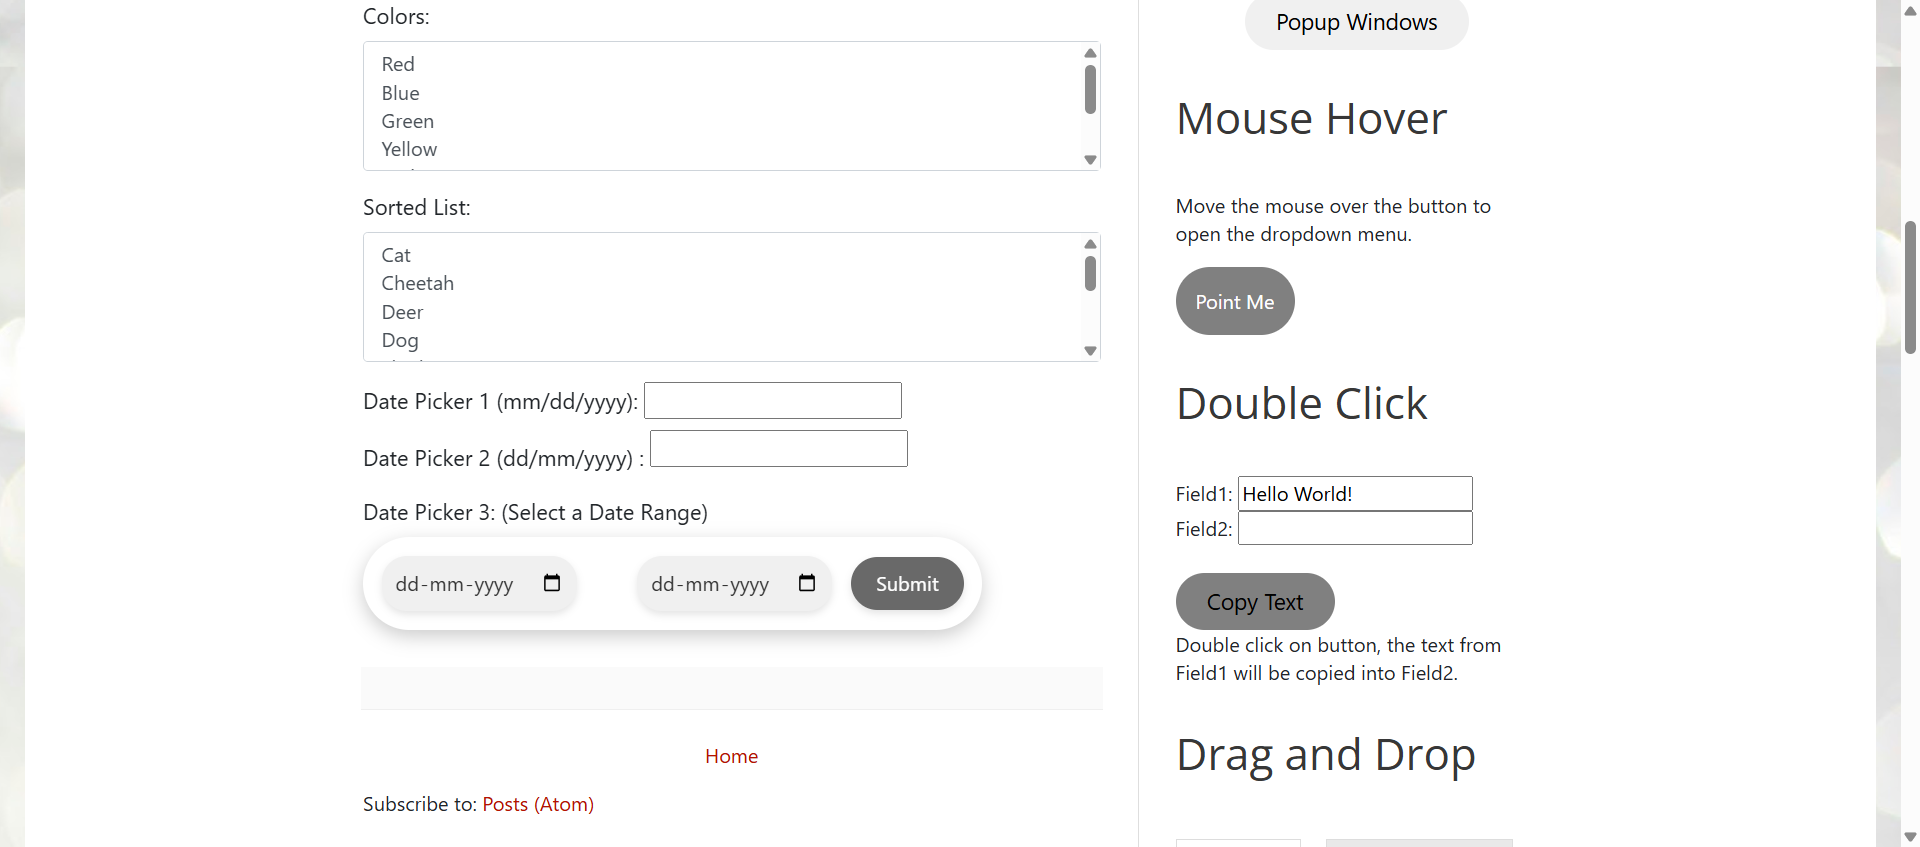 Colors:
Red
Blue
Green
Yellow
Sorted List:
Cat
Cheetah
Deer
Dog
Date Picker 1 (mm/dd/yyyy):
Date Picker 2 (dd/mm/yyyy) :
Date Picker 3: (Select a Date Range)
dd-mm-yyyy dd-mm-yyyy Submit
Home
Subscribe to: Posts (Atom)
Popup Windows
Mouse Hover
Move the mouse over the button to
open the dropdown menu.
Point Me
Double Click
Field1: Hello World!
Field2:
Copy Text
Double click on button, the text from
Field1 will be copied into Field2.
Drag and Drop